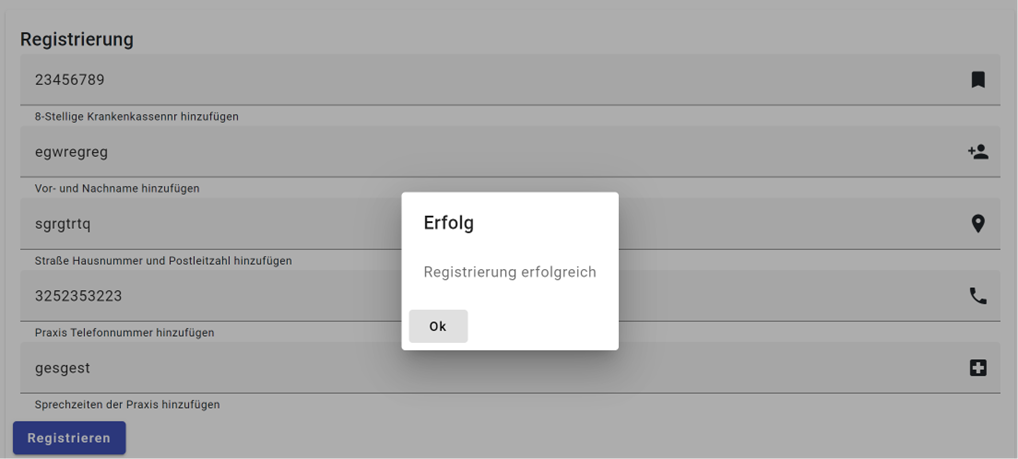 Registrierung
23456789
8-Stellige Krankenkassennr hinzufügen
egwregreg
Vor- und Nachname hinzufügen
sgrgtrtq
Straße Hausnummer und Postleitzahl hinzufügen
3252353223
Praxis Telefonnummer hinzufügen
gesgest
Sprechzeiten der Praxis hinzufügen
Registrieren
Erfolg
Registrierung erfolgreich
Ok